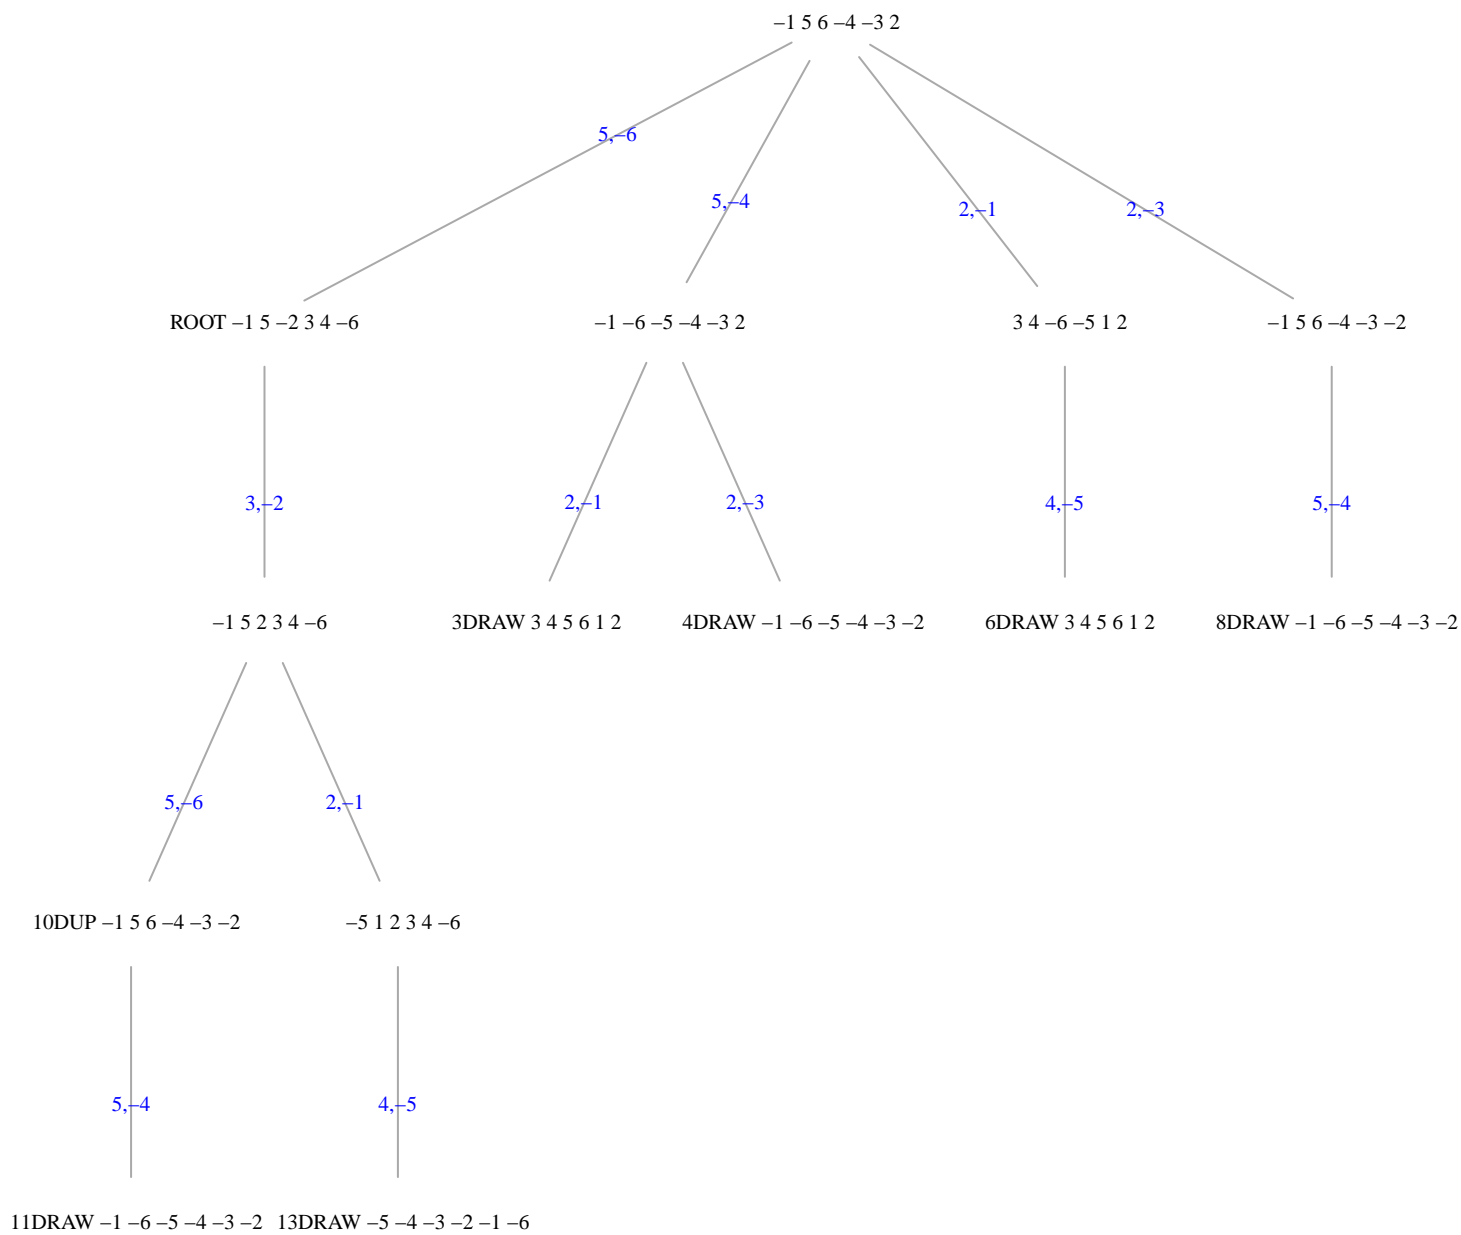 –1 5 6 –4 –3 2
5,–6
5,–4
2,–1
2,–3
ROOT –1 5 –2 3 4 –6
–1 –6 –5 –4 –3 2
3 4 –6 –5 1 2
–1 5 6 –4 –3 –2
3,–2
2,–1
2,–3
4,–5
5,–4
–1 5 2 3 4 –6
3DRAW 3 4 5 6 1 2
4DRAW –1 –6 –5 –4 –3 –2
6DRAW 3 4 5 6 1 2
8DRAW –1 –6 –5 –4 –3 –2
5,–6
2,–1
10DUP –1 5 6 –4 –3 –2
–5 1 2 3 4 –6
5,–4
4,–5
11DRAW –1 –6 –5 –4 –3 –2
13DRAW –5 –4 –3 –2 –1 –6